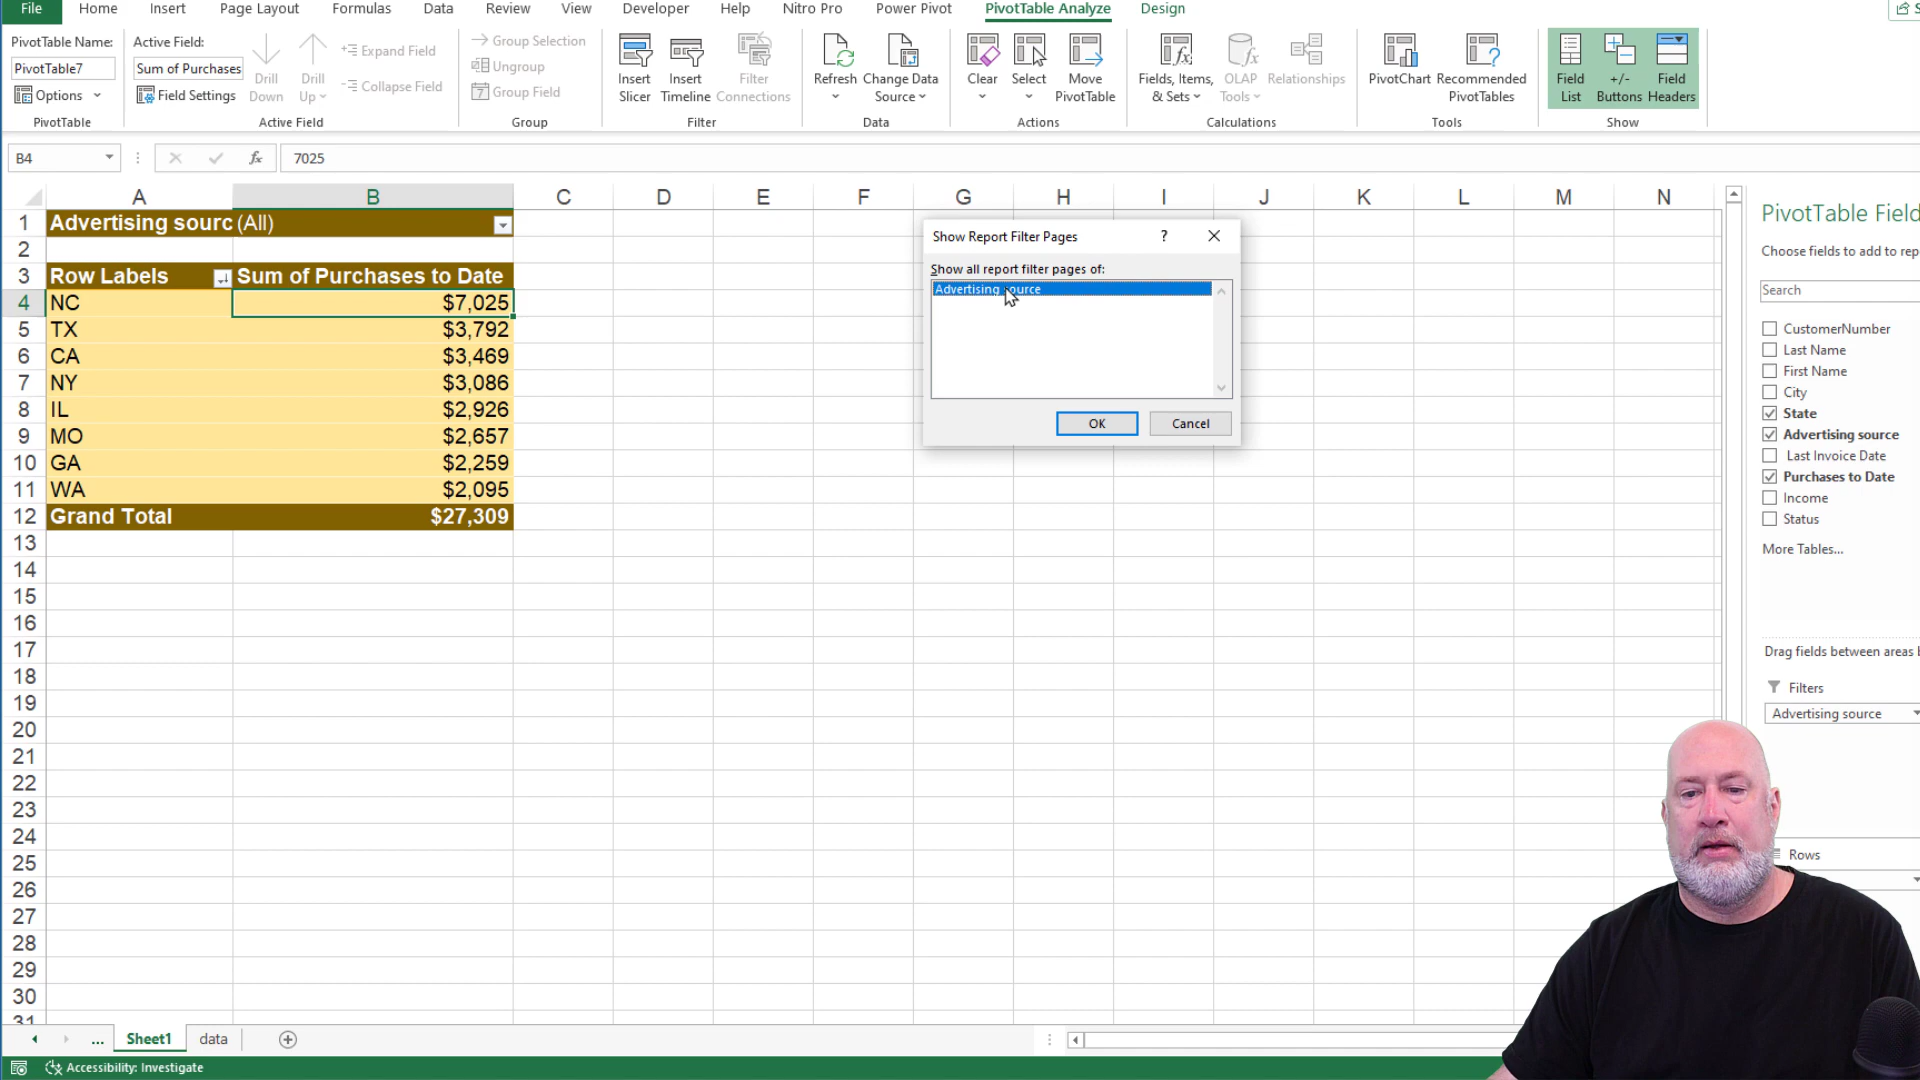 File Home Insert Page Layout Formulas Data Review View Developer Help Nitro Pro Power Pivot PivotTable Analyze Design
PivotTable Name:
PivotTable7
Options
PivotTable
Active Field:
Sum of Purchases
Field Settings
Drill Down
Drill Up
Expand Field
Collapse Field
Active Field
Group Selection
Ungroup
Group Field
Group
Insert Slicer
Insert Timeline
Filter Connections
Filter
Refresh
Change Data Source
Data
Clear
Select
Move PivotTable
Actions
Fields, Items, & Sets
OLAP Tools
Relationships
Calculations
PivotChart
Recommended PivotTables
Tools
Field List
+/- Buttons
Field Headers
Show
B4 fx 7025
A B C D E F G H I J K L M N
1 Advertising sourc (All)
2
3 Row Labels Sum of Purchases to Date
4 NC $7,025
5 TX $3,792
6 CA $3,469
7 NY $3,086
8 IL $2,926
9 MO $2,657
10 GA $2,259
11 WA $2,095
12 Grand Total $27,309
13
14
15
16
17
18
19
20
21
22
23
24
25
26
27
28
29
30
31
Show Report Filter Pages ?
Show all report filter pages of:
Advertising source
OK Cancel
PivotTable Field
Choose fields to add to rep
Search
CustomerNumber
Last Name
First Name
City
State
Advertising source
Last Invoice Date
Purchases to Date
Income
Status
More Tables...
Drag fields between areas b
Filters
Advertising source
Rows
... Sheet1 data
Accessibility: Investigate